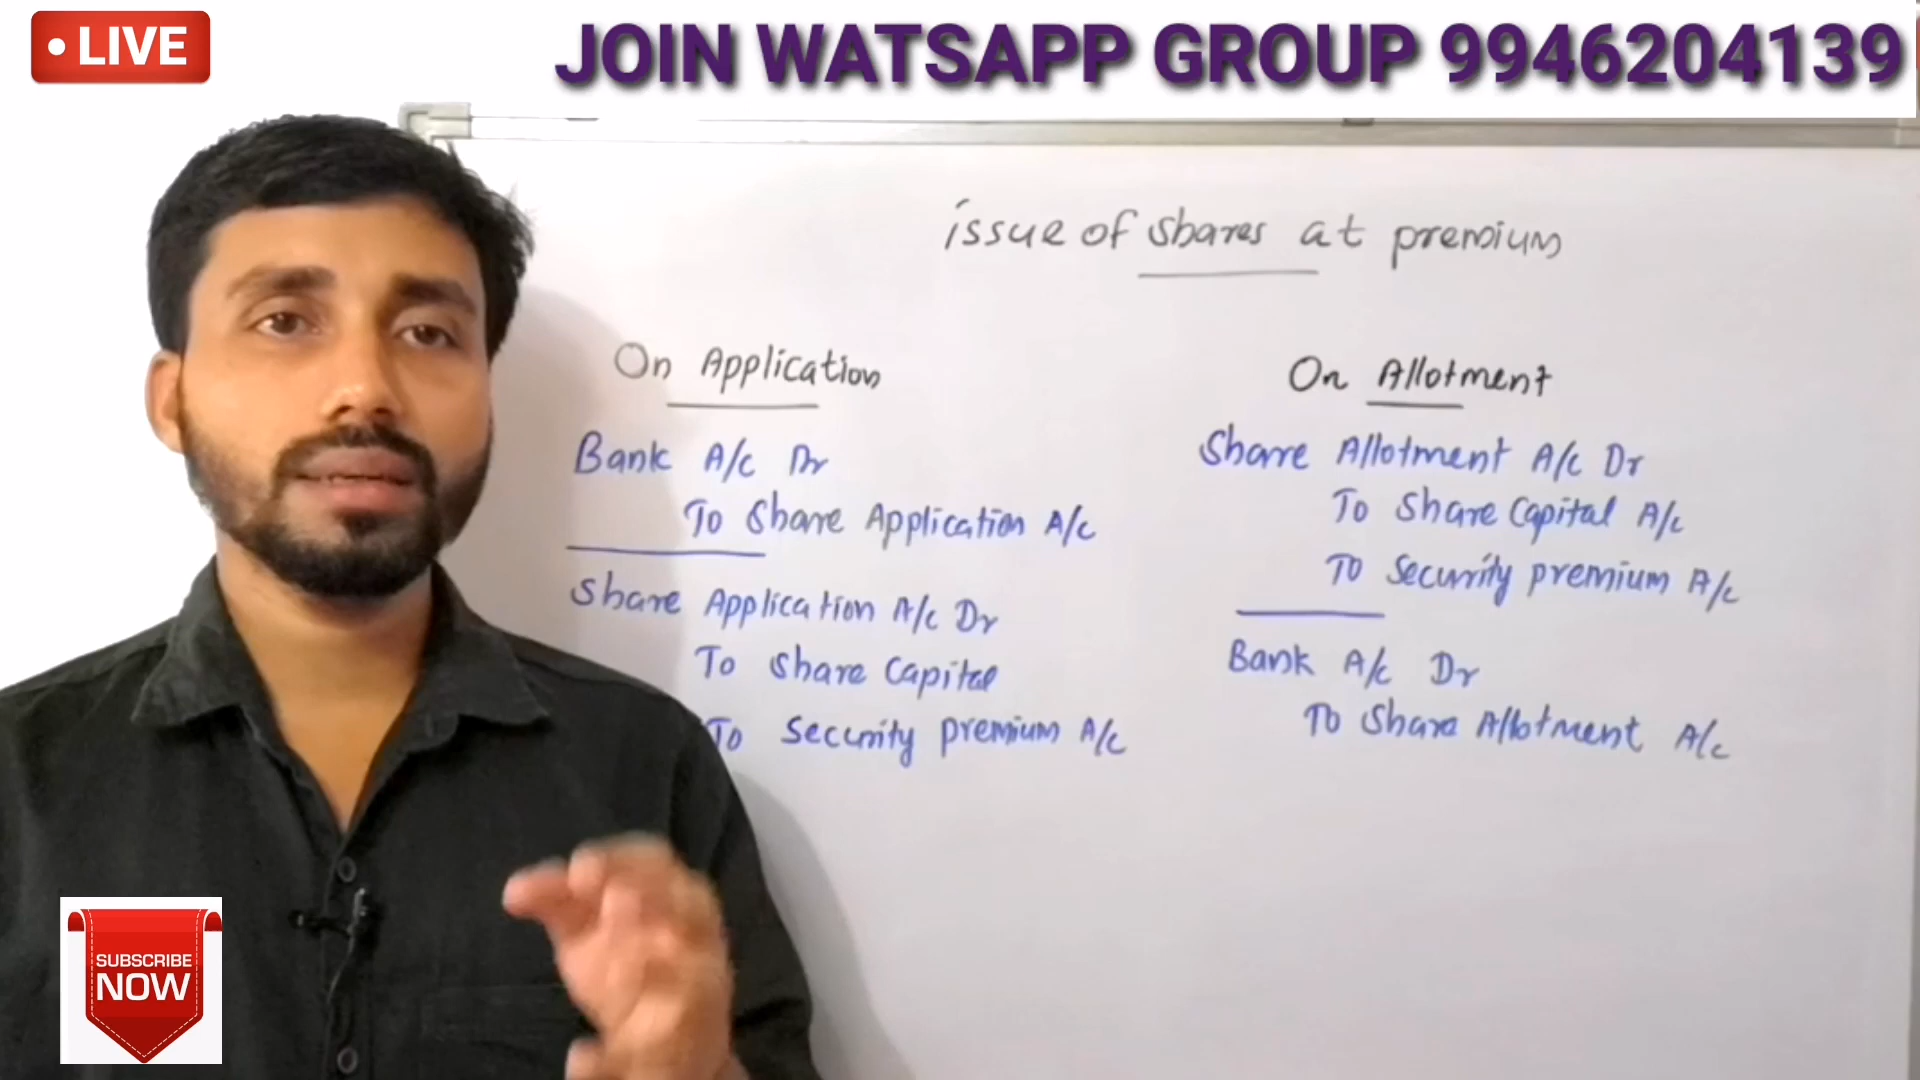 LIVE
JOIN WATSAPP GROUP 9946204139
issue of shares at premium
On Application
Bank A/c Dr
To Share Application A/c
Share Application A/c Dr
To Share Capital
To Security premium A/c
On Allotment
Share Allotment A/c Dr
To Share Capital A/c
To Security premium A/c
Bank A/c Dr
To Share Allotment A/c
SUBSCRIBE
NOW